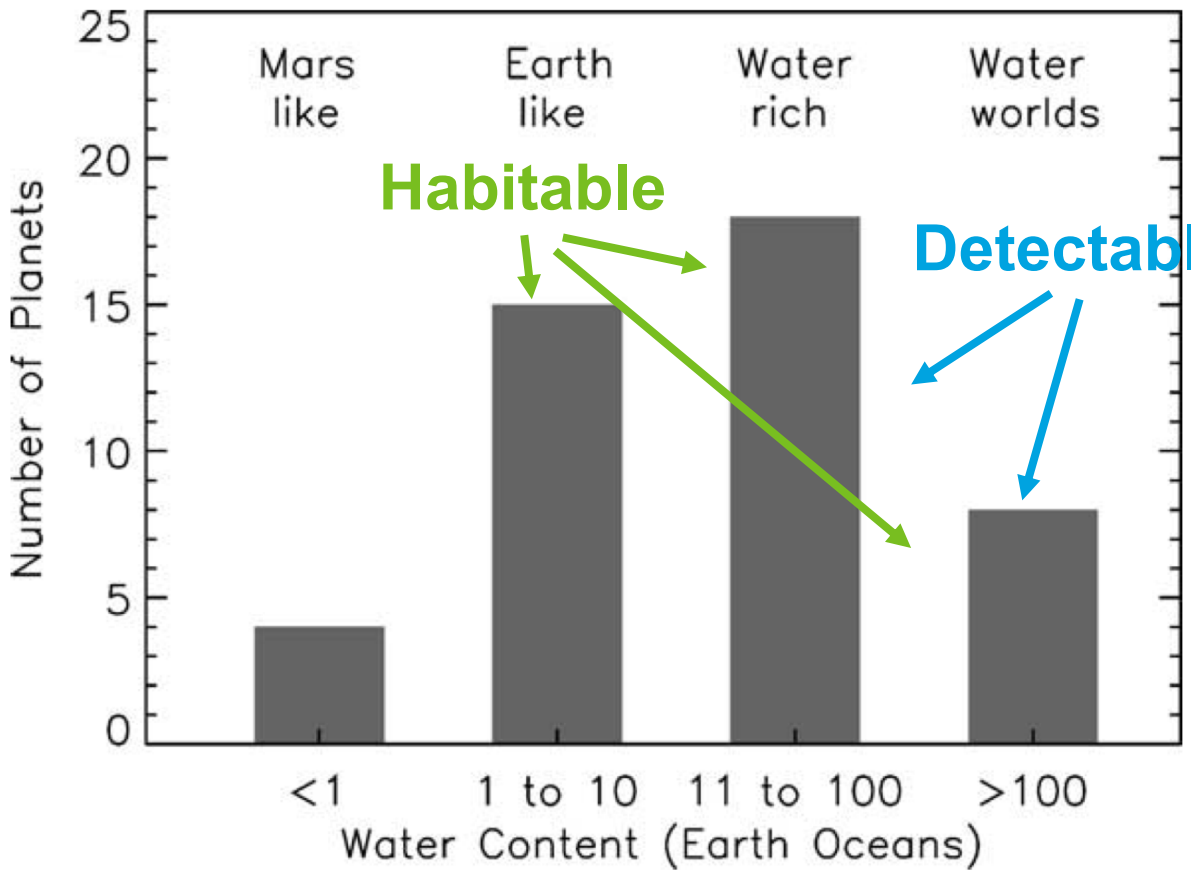 25
Mars Earth Water Water
like like rich worlds
20
Habitable
Detectabl
15
10
5
0
<1 1 to 10 11 to 100 >100
Water Content (Earth Oceans)
Number of Planets